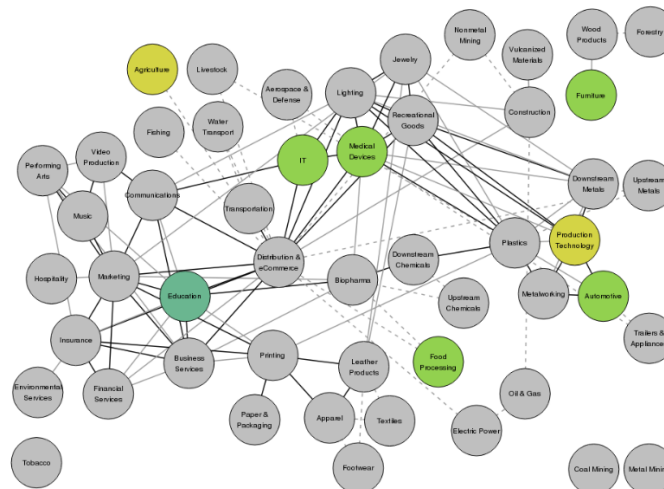 Wood
Products
Forestry
Nonmetal
Mining
Vulcanized
Materials
Jewelry
Agriculture
Livestock
Aerospace &
Defense
Lighting
Furniture
Fishing
Water
Transport
Recreational
Goods
Construction
Video
Production
Performing
Arts
IT
Medical
Devices
Communications
Music
Transportation
Downstream
Metals
Upstream
Metals
Distribution &
eCommerce
Downstream
Chemicals
Plastics
Production
Technology
Hospitality
Marketing
Education
Biopharma
Upstream
Chemicals
Metalworking
Automotive
Insurance
Business
Services
Printing
Leather
Products
Food
Processing
Trailers &
Appliance
Environmental
Services
Financial
Services
Oil & Gas
Paper &
Packaging
Apparel
Textiles
Electric Power
Tobacco
Footwear
Coal Mining
Metal Mining